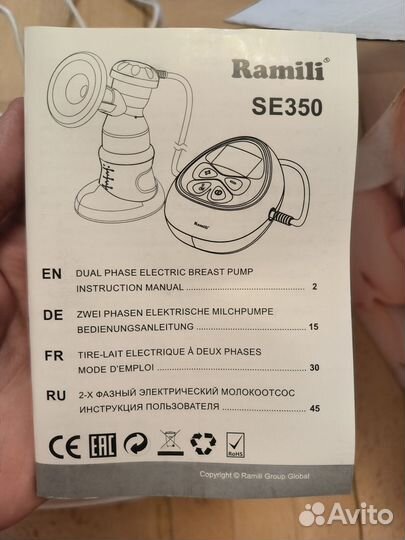 Ramili®
SE350
Ramili®
EN DUAL PHASE ELECTRIC BREAST PUMP
INSTRUCTION MANUAL 2
DE ZWEI PHASEN ELEKTRISCHE MILCHPUMPE
BEDIENUNGSANLEITUNG 15
FR TIRE-LAIT ELECTRIQUE À DEUX PHASES
MODE D'EMPLOI 30
RU 2-Х ФАЗНЫЙ ЭЛЕКТРИЧЕСКИЙ МОЛОКООТСОС
ИНСТРУКЦИЯ ПОЛЬЗОВАТЕЛЯ 45
CE EAC RoHS
Copyright © Ramili Group Global
Avito